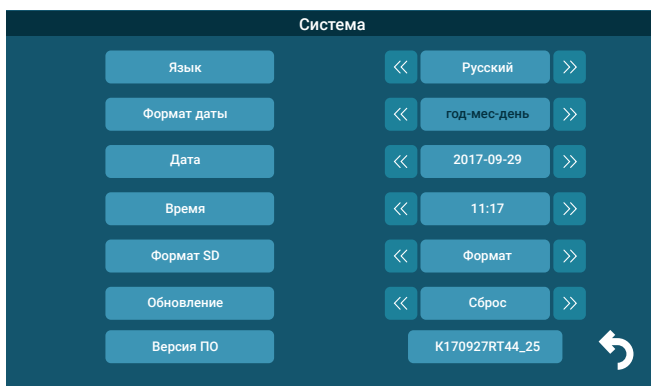 Система
Язык
Русский
Формат даты
год-мес-день
Дата
2017-09-29
Время
11:17
Формат SD
Формат
Обновление
Сброс
Версия ПО
K170927RT44_25